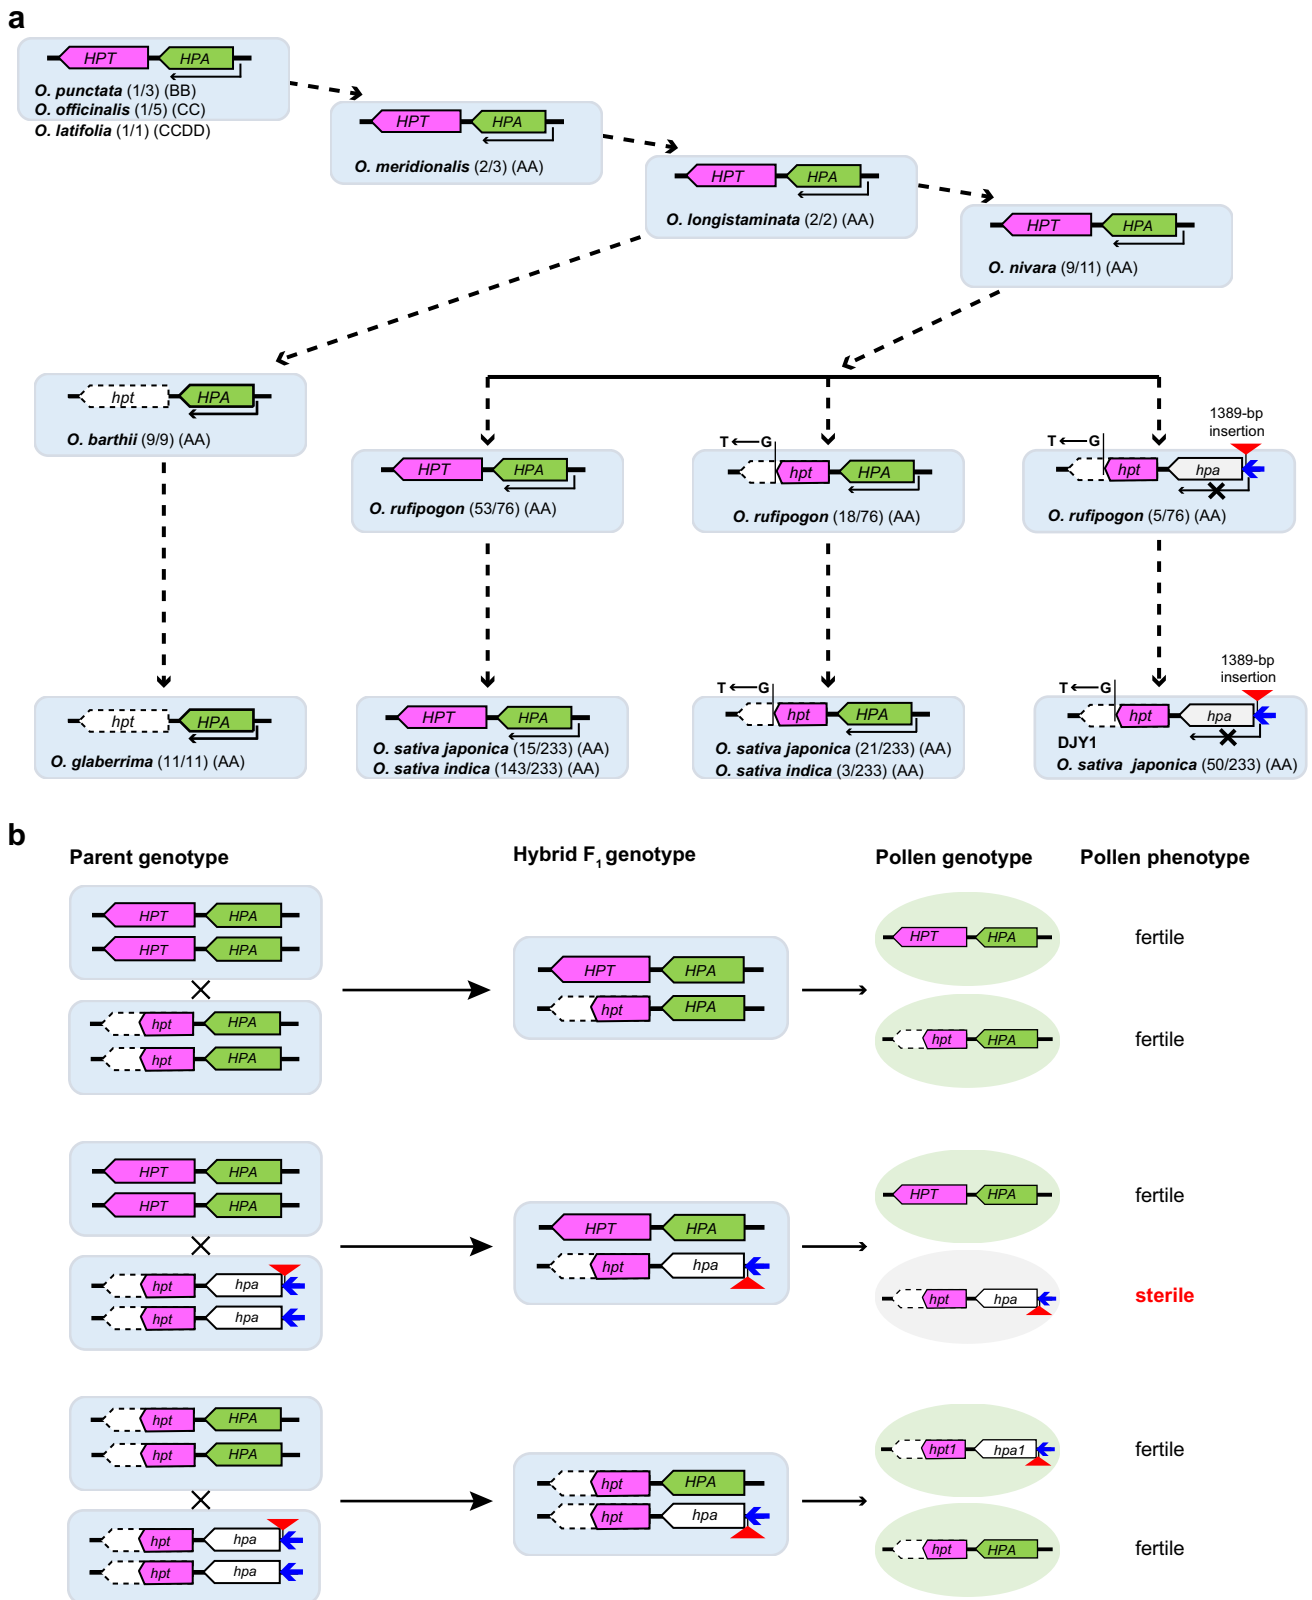 a
HPT HPA
O. punctata (1/3) (BB)
O. officinalis (1/5) (CC)
O. latifolia (1/1) (CCDD)
HPT HPA
O. meridionalis (2/3) (AA)
HPT HPA
O. longistaminata (2/2) (AA)
HPT HPA
O. nivara (9/11) (AA)
hpt HPA
O. barthii (9/9) (AA)
HPT HPA
O. rufipogon (53/76) (AA)
T G
hpt HPA
O. rufipogon (18/76) (AA)
1389-bp
insertion
T G
hpt hpa
O. rufipogon (5/76) (AA)
hpt HPA
O. glaberrima (11/11) (AA)
HPT HPA
O. sativa japonica (15/233) (AA)
O. sativa indica (143/233) (AA)
T G
hpt HPA
O. sativa japonica (21/233) (AA)
O. sativa indica (3/233) (AA)
1389-bp
insertion
T G
hpt hpa
DJY1
O. sativa japonica (50/233) (AA)
b
Parent genotype Hybrid F1 genotype Pollen genotype Pollen phenotype
HPT HPA
HPT HPA
hpt HPA
hpt HPA
HPT HPA
hpt HPA
HPT HPA fertile
hpt HPA fertile
HPT HPA
HPT HPA
hpt hpa
hpt hpa
HPT HPA
hpt hpa
HPT HPA fertile
hpt hpa sterile
hpt HPA
hpt HPA
hpt hpa
hpt hpa
hpt HPA
hpt hpa
hpt1 hpa1 fertile
hpt HPA fertile